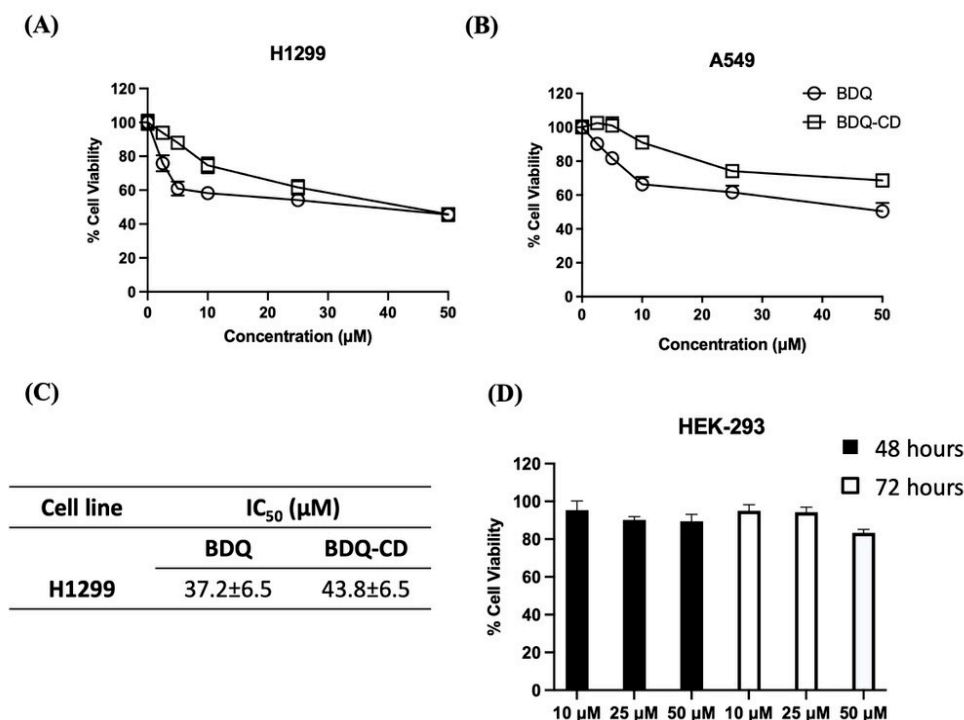 (A)
H1299
120
100
80
60
40
20
0
% Cell Viability
0 10 20 30 40 50
Concentration (μM)
(B)
A549
BDQ
BDQ-CD
120
100
80
60
40
20
0
% Cell Viability
0 10 20 30 40 50
Concentration (μM)
(C)
Cell line IC50 (μM)
BDQ BDQ-CD
H1299 37.2±6.5 43.8±6.5
(D)
HEK-293
48 hours
72 hours
120
100
80
60
40
20
0
% Cell Viability
10 μM 25 μM 50 μM 10 μM 25 μM 50 μM